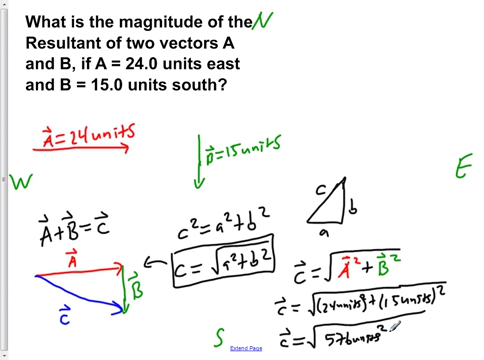 What is the magnitude of the N
Resultant of two vectors A
and B, if A = 24.0 units east
and B = 15.0 units south?
A⃗ = 24 units
B⃗ = 15 units
W
E
A⃗ + B⃗ = C⃗
c² = a² + b²
c = √a² + b²
c
b
a
A⃗
B⃗
C⃗
C⃗ = √A⃗² + B⃗²
C⃗ = √(24 units)² + (15 units)²
C⃗ = √576 units²
S
Extend Page